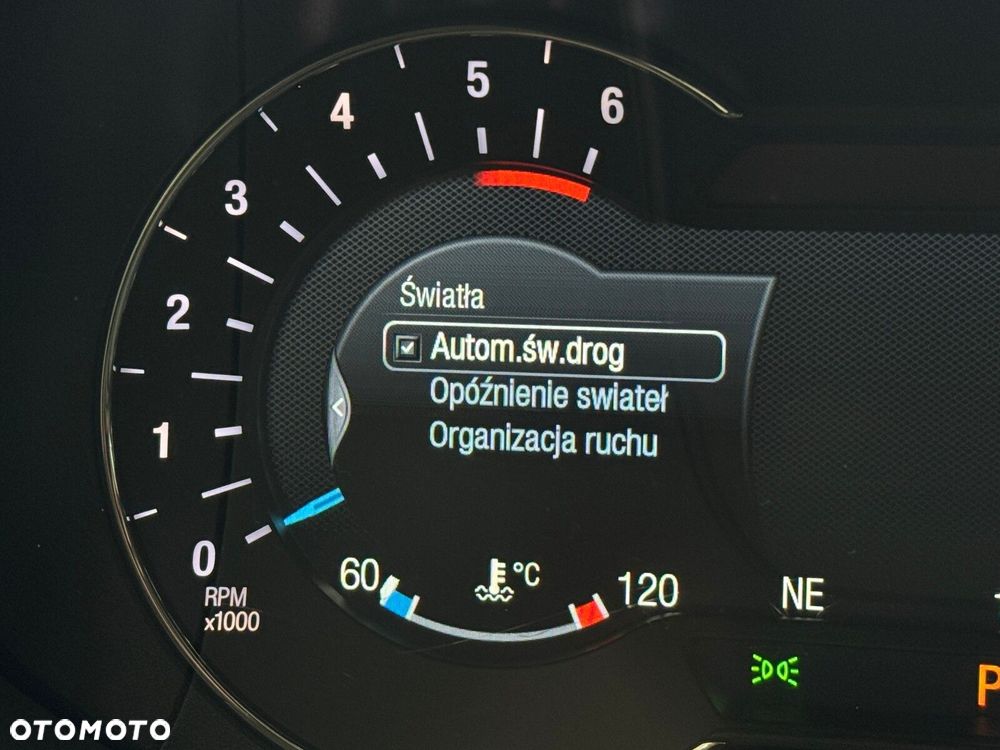 6
5
4
3
2
1
0
RPM
x1000
Światła
Autom.św.drog
Opóźnienie swiateł
Organizacja ruchu
60 °C 120
NE
P
OTOMOTO